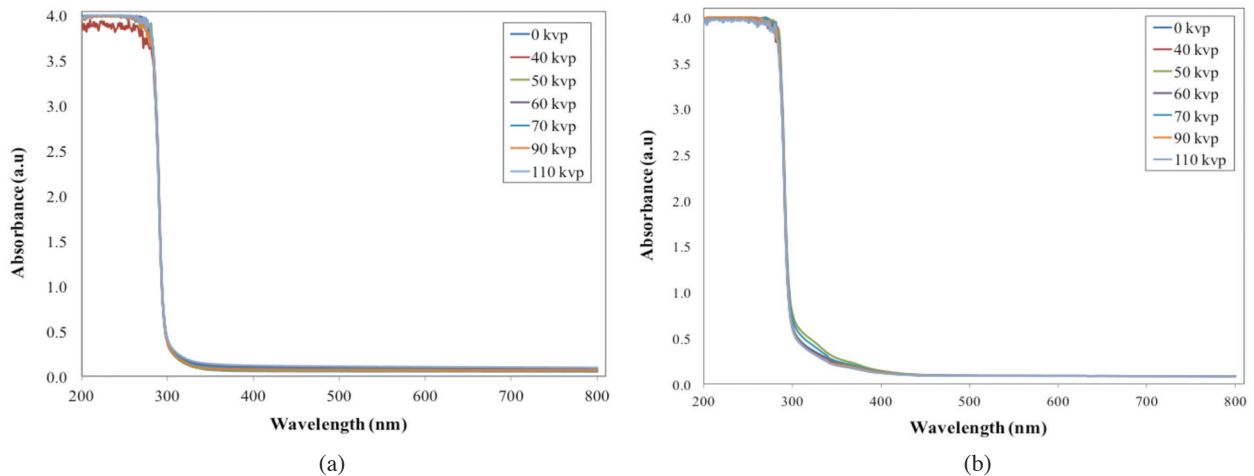 4.0
3.5
3.0
2.5
2.0
1.5
1.0
0.5
0.0
Absorbance (a.u)
200 300 400 500 600 700 800
Wavelength (nm)
0 kvp
40 kvp
50 kvp
60 kvp
70 kvp
90 kvp
110 kvp
(a)
4.0
3.5
3.0
2.5
2.0
1.5
1.0
0.5
0.0
Absorbance (a.u)
200 300 400 500 600 700 800
Wavelength (nm)
0 kvp
40 kvp
50 kvp
60 kvp
70 kvp
90 kvp
110 kvp
(b)